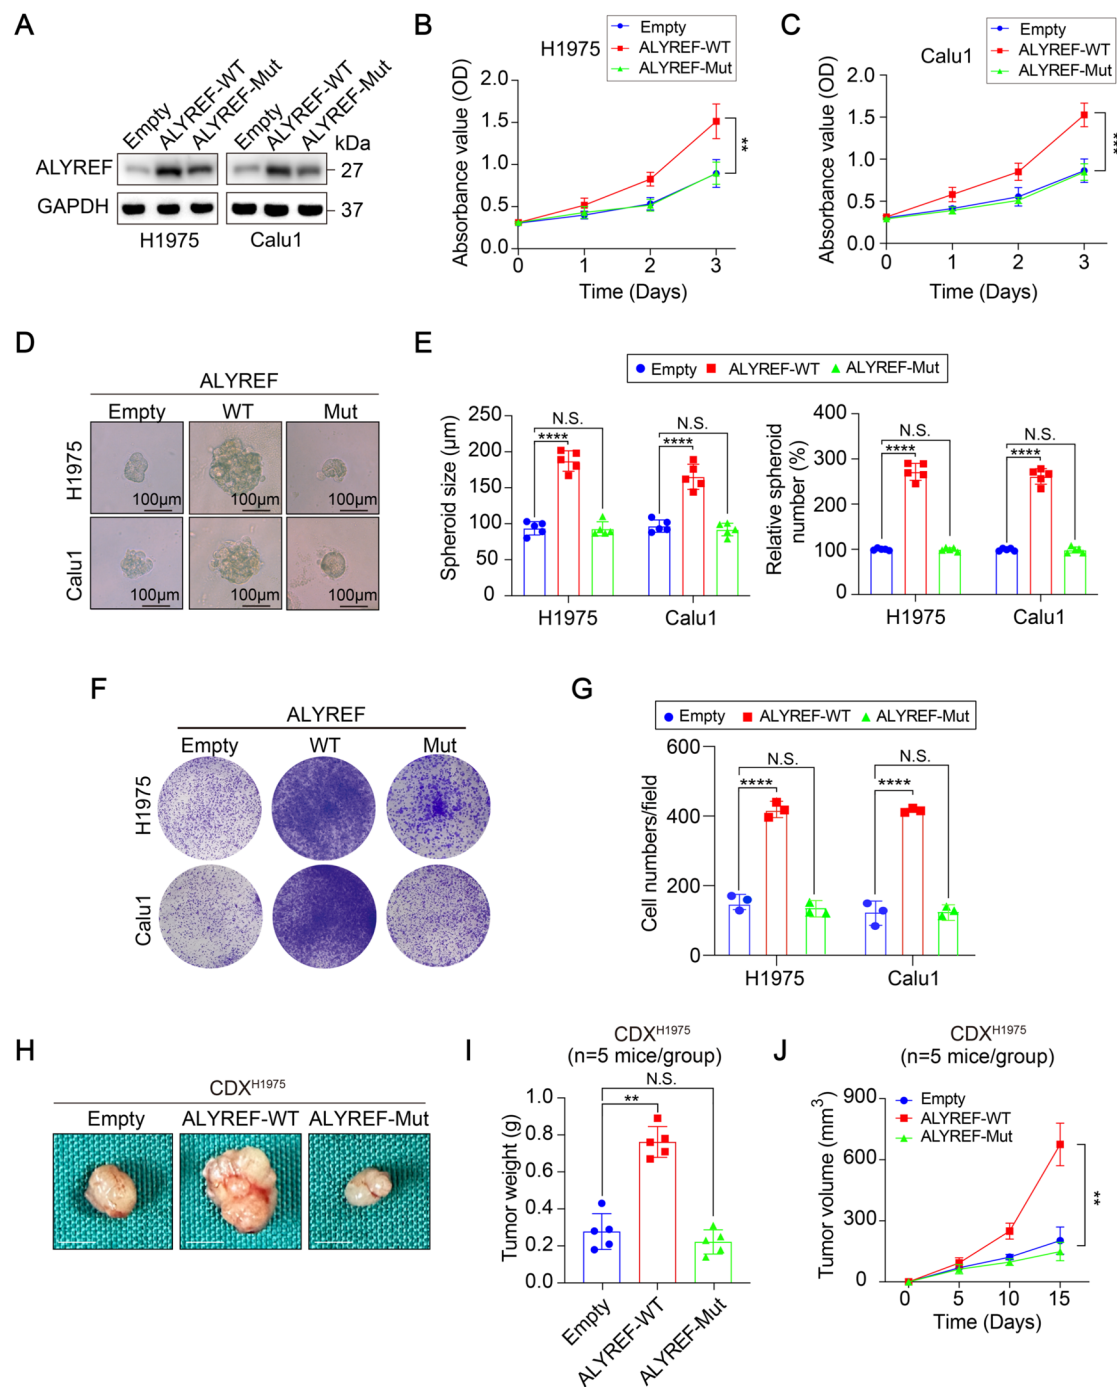 A
Empty
ALYREF-WT
ALYREF-Mut
Empty
ALYREF-WT
ALYREF-Mut
kDa
ALYREF
27
GAPDH
37
H1975
Calu1
B
H1975
Empty
ALYREF-WT
ALYREF-Mut
Absorbance value (OD)
2.0
1.5
1.0
0.5
0.0
**
0 1 2 3
Time (Days)
C
Calu1
Empty
ALYREF-WT
ALYREF-Mut
Absorbance value (OD)
2.0
1.5
1.0
0.5
0.0
***
0 1 2 3
Time (Days)
D
ALYREF
Empty WT Mut
H1975
100µm 100µm 100µm
Calu1
100µm 100µm 100µm
E
Empty ALYREF-WT ALYREF-Mut
Spheroid size (µm)
250
200
150
100
50
0
N.S.
****
N.S.
****
H1975 Calu1
Relative spheroid
number (%)
400
300
200
100
0
N.S.
****
N.S.
****
H1975 Calu1
F
ALYREF
Empty WT Mut
H1975
Calu1
G
Empty ALYREF-WT ALYREF-Mut
Cell numbers/field
600
400
200
0
N.S.
****
N.S.
****
H1975 Calu1
H
CDXH1975
Empty ALYREF-WT ALYREF-Mut
I
CDXH1975
(n=5 mice/group)
Tumor weight (g)
1.0
0.8
0.6
0.4
0.2
0.0
N.S.
**
Empty
ALYREF-WT
ALYREF-Mut
J
CDXH1975
(n=5 mice/group)
Empty
ALYREF-WT
ALYREF-Mut
Tumor volume (mm3)
900
600
300
0
**
0 5 10 15
Time (Days)